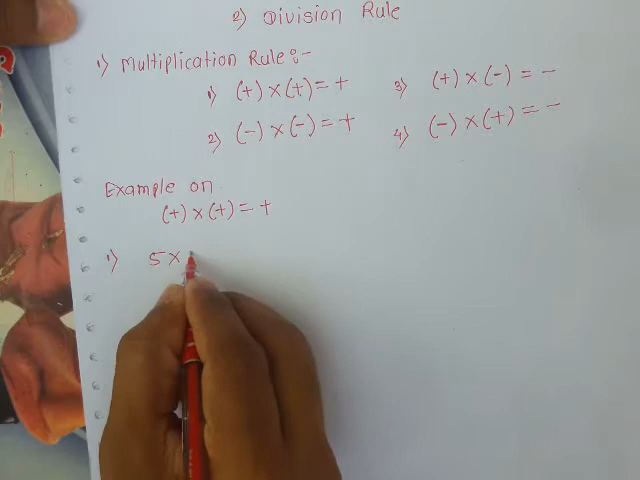 2) Division Rule
1) Multiplication Rule :-
1) (+) × (+) = + 3) (+) × (-) = -
2) (-) × (-) = + 4) (-) × (+) = -
Example on
(+) × (+) = +
1) 5 ×